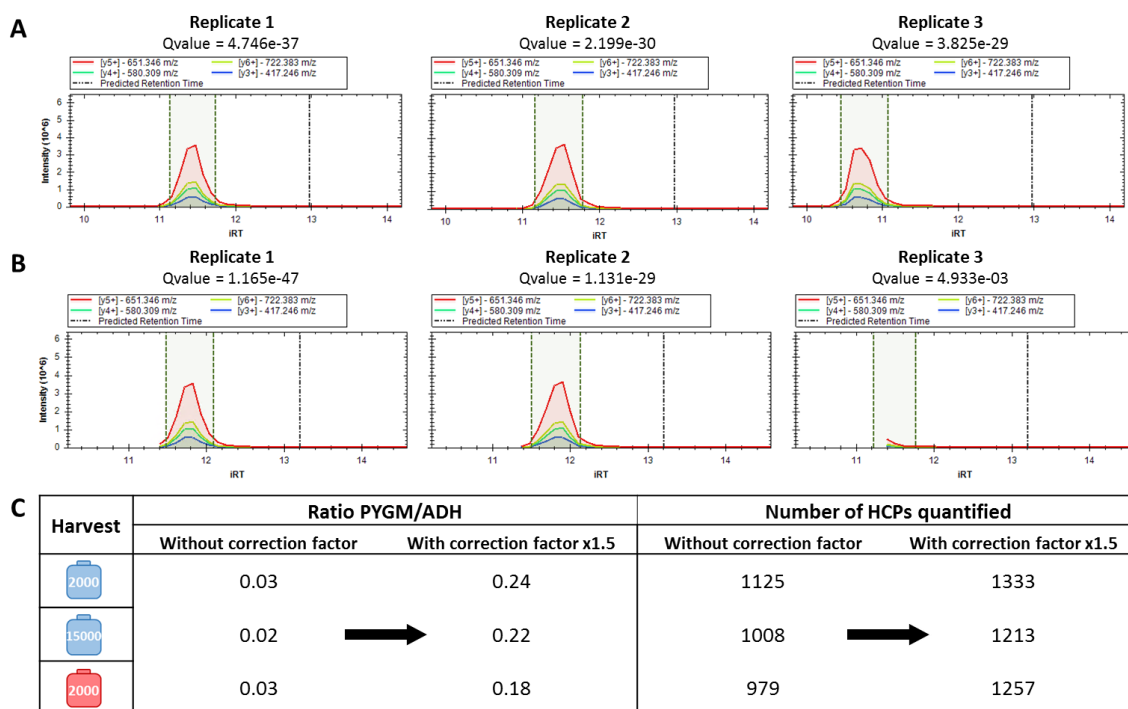 A
Replicate 1
Qvalue = 4.746e-37
[y5+] - 651.346 m/z [y6+] - 722.383 m/z
[y4+] - 580.309 m/z [y3+] - 417.246 m/z
Predicted Retention Time
Intensity (10^6)
6
5
4
3
2
1
0
10 11 12 13 14
iRT
Replicate 2
Qvalue = 2.199e-30
[y5+] - 651.346 m/z [y6+] - 722.383 m/z
[y4+] - 580.309 m/z [y3+] - 417.246 m/z
Predicted Retention Time
10 11 12 13 14
iRT
Replicate 3
Qvalue = 3.825e-29
[y5+] - 651.346 m/z [y6+] - 722.383 m/z
[y4+] - 580.309 m/z [y3+] - 417.246 m/z
Predicted Retention Time
10 11 12 13 14
iRT
B
Replicate 1
Qvalue = 1.165e-47
[y5+] - 651.346 m/z [y6+] - 722.383 m/z
[y4+] - 580.309 m/z [y3+] - 417.246 m/z
Predicted Retention Time
Intensity (10^6)
6
5
4
3
2
1
0
11 12 13 14
iRT
Replicate 2
Qvalue = 1.131e-29
[y5+] - 651.346 m/z [y6+] - 722.383 m/z
[y4+] - 580.309 m/z [y3+] - 417.246 m/z
Predicted Retention Time
11 12 13 14
iRT
Replicate 3
Qvalue = 4.933e-03
[y5+] - 651.346 m/z [y6+] - 722.383 m/z
[y4+] - 580.309 m/z [y3+] - 417.246 m/z
Predicted Retention Time
11 12 13 14
iRT
C
Harvest Ratio PYGM/ADH Number of HCPs quantified
Without correction factor With correction factor x1.5 Without correction factor With correction factor x1.5
2000 0.03 0.24 1125 1333
15000 0.02 0.22 1008 1213
2000 0.03 0.18 979 1257